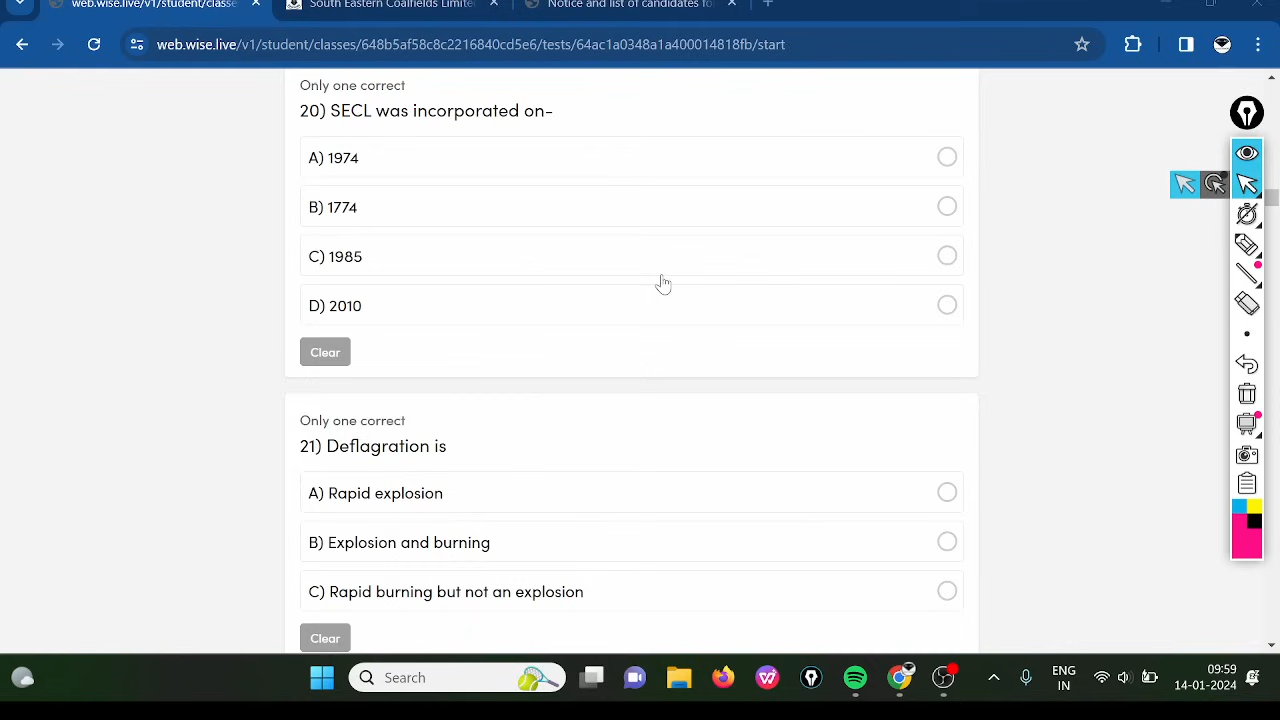 web.wise.live/v1/student/classe
South Eastern Coalfields Limite
Notice and list of candidates fo
web.wise.live/v1/student/classes/648b5af58c8c2216840cd5e6/tests/64ac1a0348a1a400014818fb/start
Only one correct
20) SECL was incorporated on-
A) 1974
B) 1774
C) 1985
D) 2010
Clear
Only one correct
21) Deflagration is
A) Rapid explosion
B) Explosion and burning
C) Rapid burning but not an explosion
Clear
Search
ENG
IN
09:59
14-01-2024